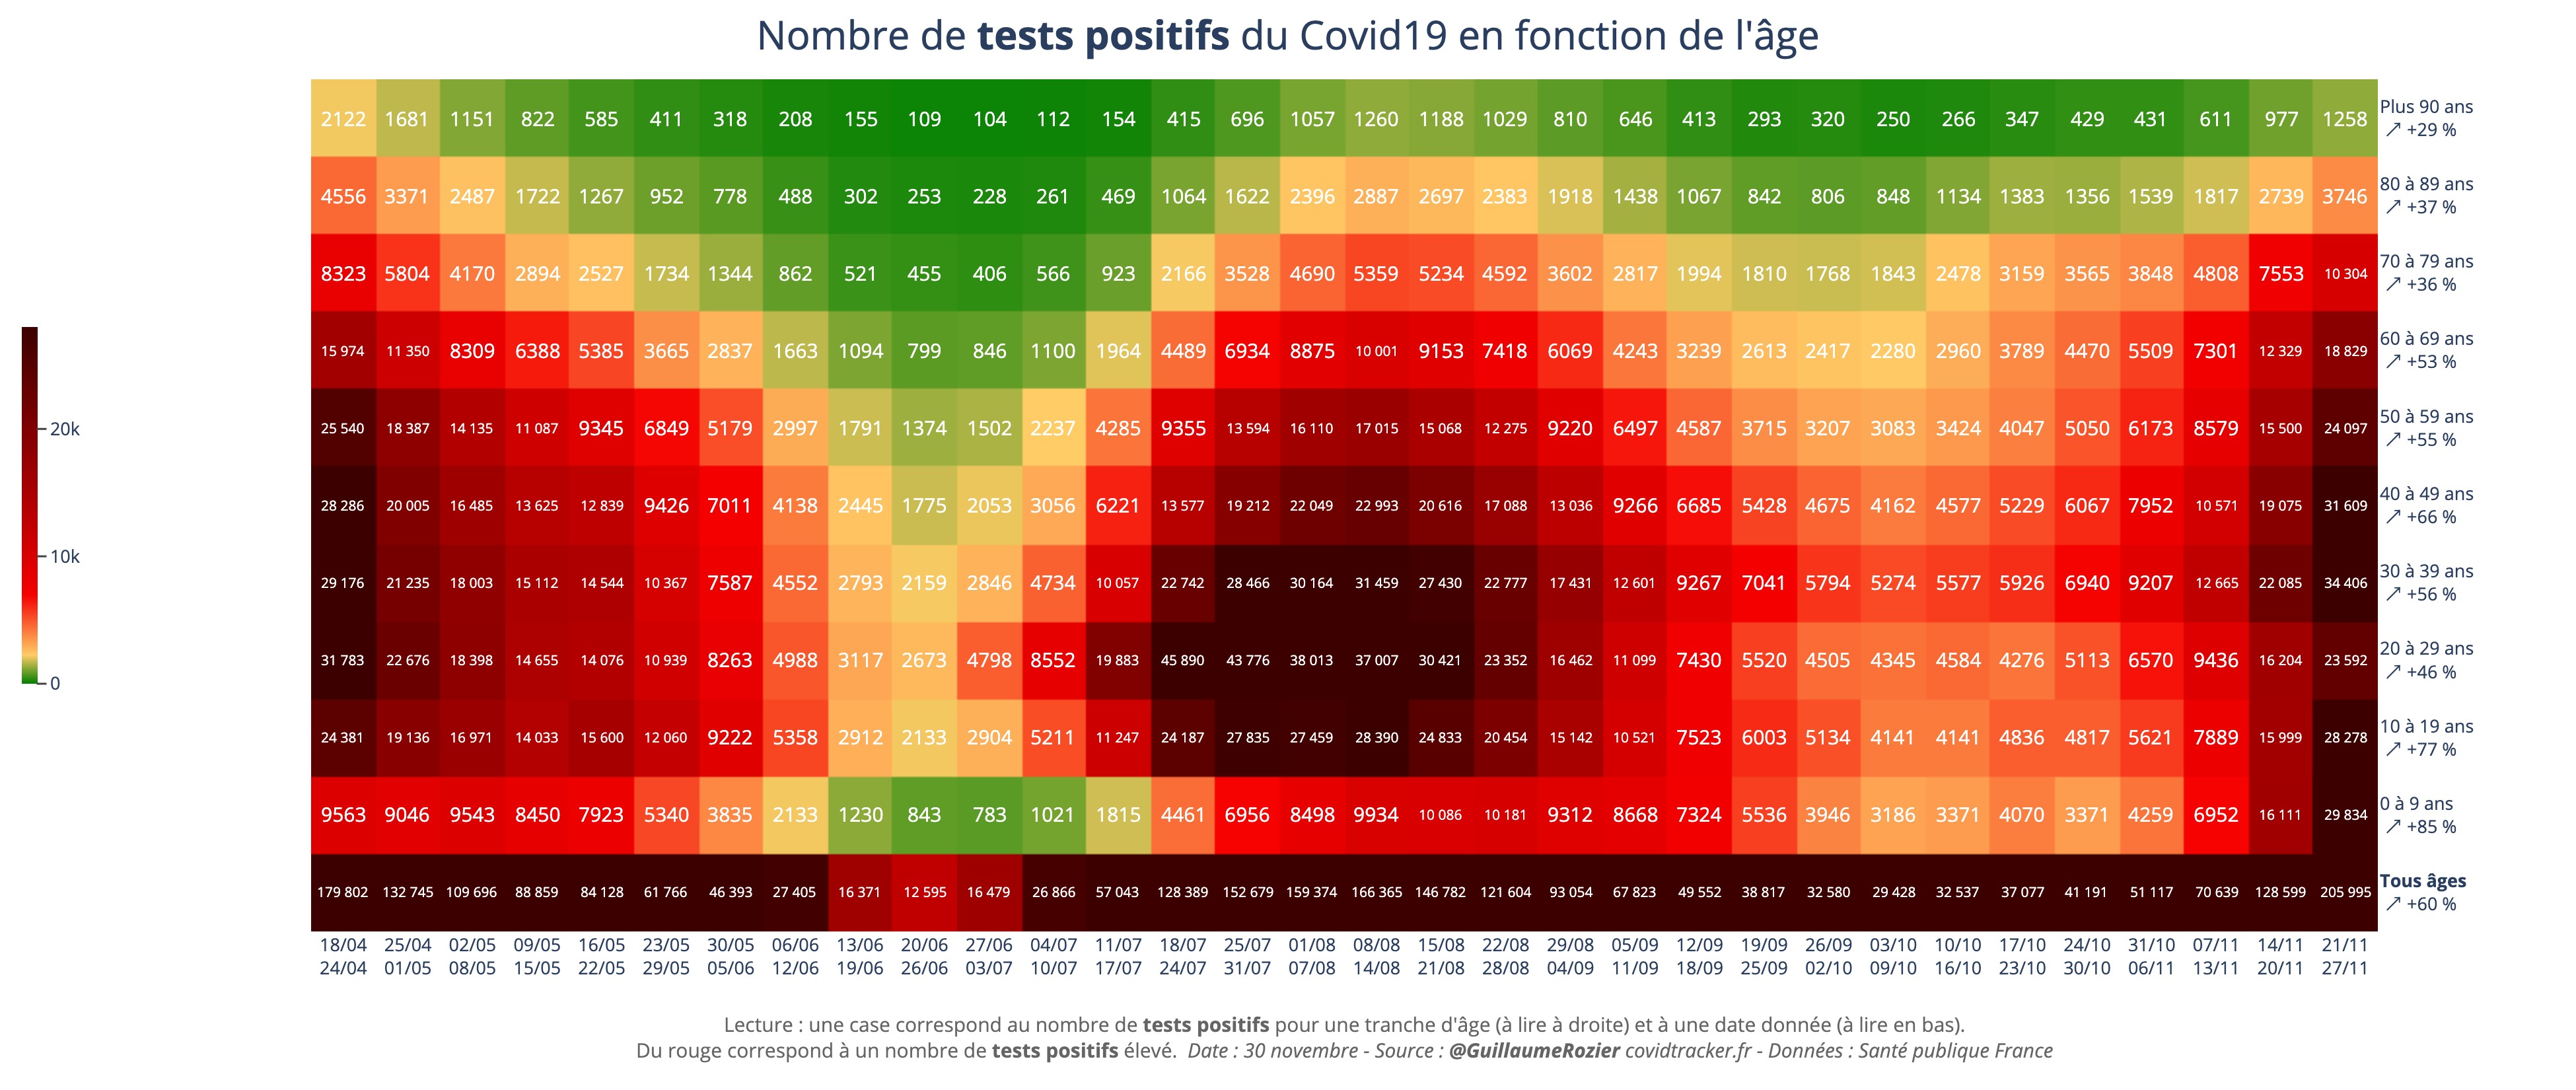 Nombre de tests positifs du Covid19 en fonction de l'âge
2122 1681 1151 822 585 411 318 208 155 109 104 112 154 415 696 1057 1260 1188 1029 810 646 413 293 320 250 266 347 429 431 611 977 1258 Plus 90 ans
↗ +29 %
4556 3371 2487 1722 1267 952 778 488 302 253 228 261 469 1064 1622 2396 2887 2697 2383 1918 1438 1067 842 806 848 1134 1383 1356 1539 1817 2739 3746 80 à 89 ans
↗ +37 %
8323 5804 4170 2894 2527 1734 1344 862 521 455 406 566 923 2166 3528 4690 5359 5234 4592 3602 2817 1994 1810 1768 1843 2478 3159 3565 3848 4808 7553 10 304 70 à 79 ans
↗ +36 %
15 974 11 350 8309 6388 5385 3665 2837 1663 1094 799 846 1100 1964 4489 6934 8875 10 001 9153 7418 6069 4243 3239 2613 2417 2280 2960 3789 4470 5509 7301 12 329 18 829 60 à 69 ans
↗ +53 %
25 540 18 387 14 135 11 087 9345 6849 5179 2997 1791 1374 1502 2237 4285 9355 13 594 16 110 17 015 15 068 12 275 9220 6497 4587 3715 3207 3083 3424 4047 5050 6173 8579 15 500 24 097 50 à 59 ans
↗ +55 %
28 286 20 005 16 485 13 625 12 839 9426 7011 4138 2445 1775 2053 3056 6221 13 577 19 212 22 049 22 993 20 616 17 088 13 036 9266 6685 5428 4675 4162 4577 5229 6067 7952 10 571 19 075 31 609 40 à 49 ans
↗ +66 %
29 176 21 235 18 003 15 112 14 544 10 367 7587 4552 2793 2159 2846 4734 10 057 22 742 28 466 30 164 31 459 27 430 22 777 17 431 12 601 9267 7041 5794 5274 5577 5926 6940 9207 12 665 22 085 34 406 30 à 39 ans
↗ +56 %
31 783 22 676 18 398 14 655 14 076 10 939 8263 4988 3117 2673 4798 8552 19 883 45 890 43 776 38 013 37 007 30 421 23 352 16 462 11 099 7430 5520 4505 4345 4584 4276 5113 6570 9436 16 204 23 592 20 à 29 ans
↗ +46 %
24 381 19 136 16 971 14 033 15 600 12 060 9222 5358 2912 2133 2904 5211 11 247 24 187 27 835 27 459 28 390 24 833 20 454 15 142 10 521 7523 6003 5134 4141 4141 4836 4817 5621 7889 15 999 28 278 10 à 19 ans
↗ +77 %
9563 9046 9543 8450 7923 5340 3835 2133 1230 843 783 1021 1815 4461 6956 8498 9934 10 086 10 181 9312 8668 7324 5536 3946 3186 3371 4070 3371 4259 6952 16 111 29 834 0 à 9 ans
↗ +85 %
179 802 132 745 109 696 88 859 84 128 61 766 46 393 27 405 16 371 12 595 16 479 26 866 57 043 128 389 152 679 159 374 166 365 146 782 121 604 93 054 67 823 49 552 38 817 32 580 29 428 32 537 37 077 41 191 51 117 70 639 128 599 205 995 Tous âges
↗ +60 %
20k
10k
0
18/04 25/04 02/05 09/05 16/05 23/05 30/05 06/06 13/06 20/06 27/06 04/07 11/07 18/07 25/07 01/08 08/08 15/08 22/08 29/08 05/09 12/09 19/09 26/09 03/10 10/10 17/10 24/10 31/10 07/11 14/11 21/11
24/04 01/05 08/05 15/05 22/05 29/05 05/06 12/06 19/06 26/06 03/07 10/07 17/07 24/07 31/07 07/08 14/08 21/08 28/08 04/09 11/09 18/09 25/09 02/10 09/10 16/10 23/10 30/10 06/11 13/11 20/11 27/11
Lecture : une case correspond au nombre de tests positifs pour une tranche d'âge (à lire à droite) et à une date donnée (à lire en bas).
Du rouge correspond à un nombre de tests positifs élevé. Date : 30 novembre - Source : @GuillaumeRozier covidtracker.fr - Données : Santé publique France